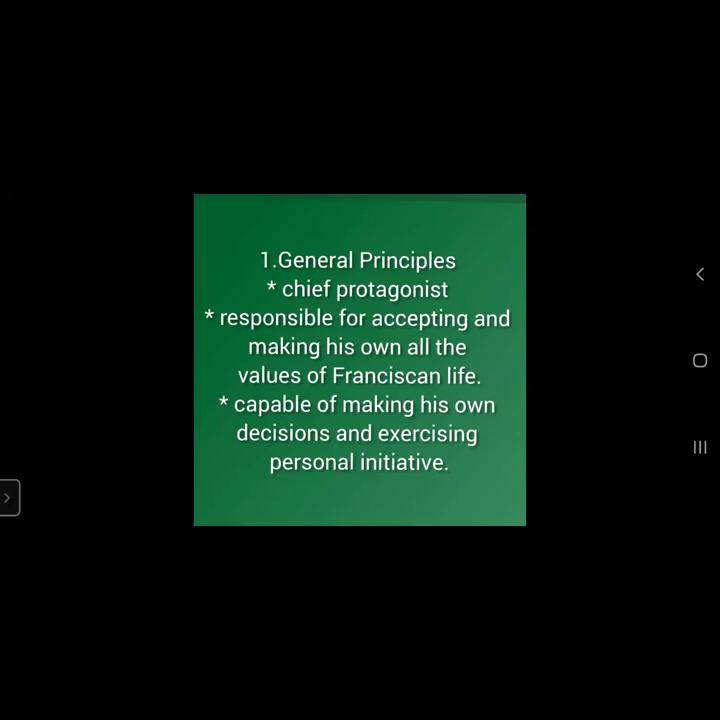 1.General Principles
* chief protagonist
* responsible for accepting and
making his own all the
values of Franciscan life.
* capable of making his own
decisions and exercising
personal initiative.